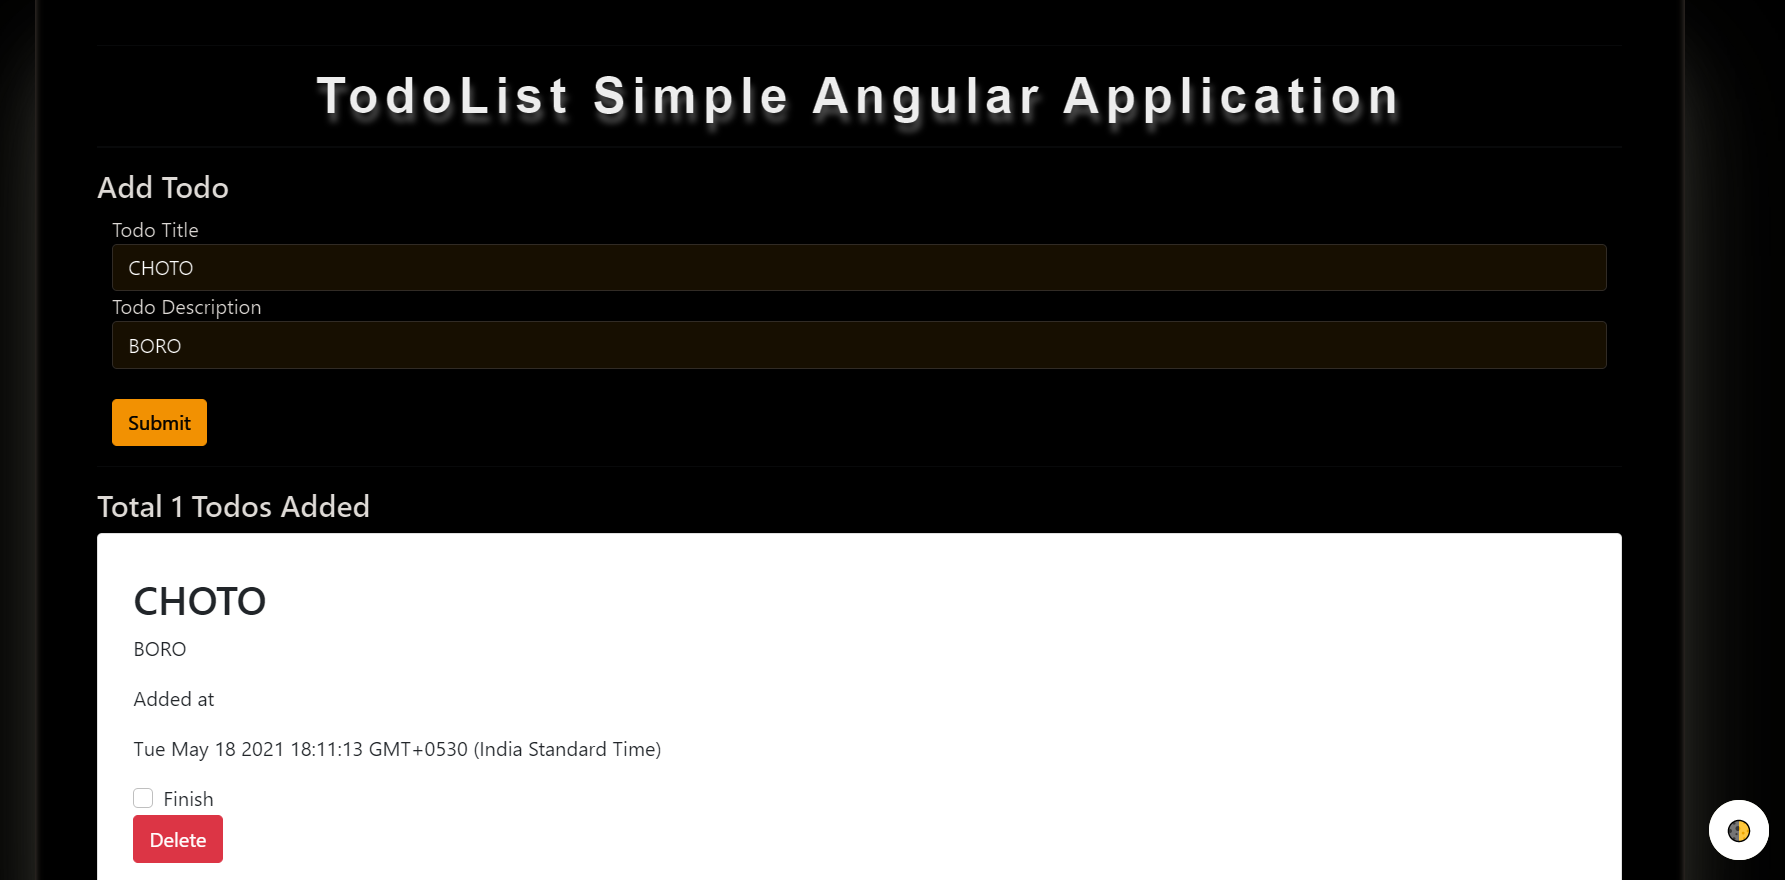 TodoList Simple Angular Application
Add Todo
Todo Title
CHOTO
Todo Description
BORO
Submit
Total 1 Todos Added
CHOTO
BORO
Added at
Tue May 18 2021 18:11:13 GMT+0530 (India Standard Time)
Finish
Delete